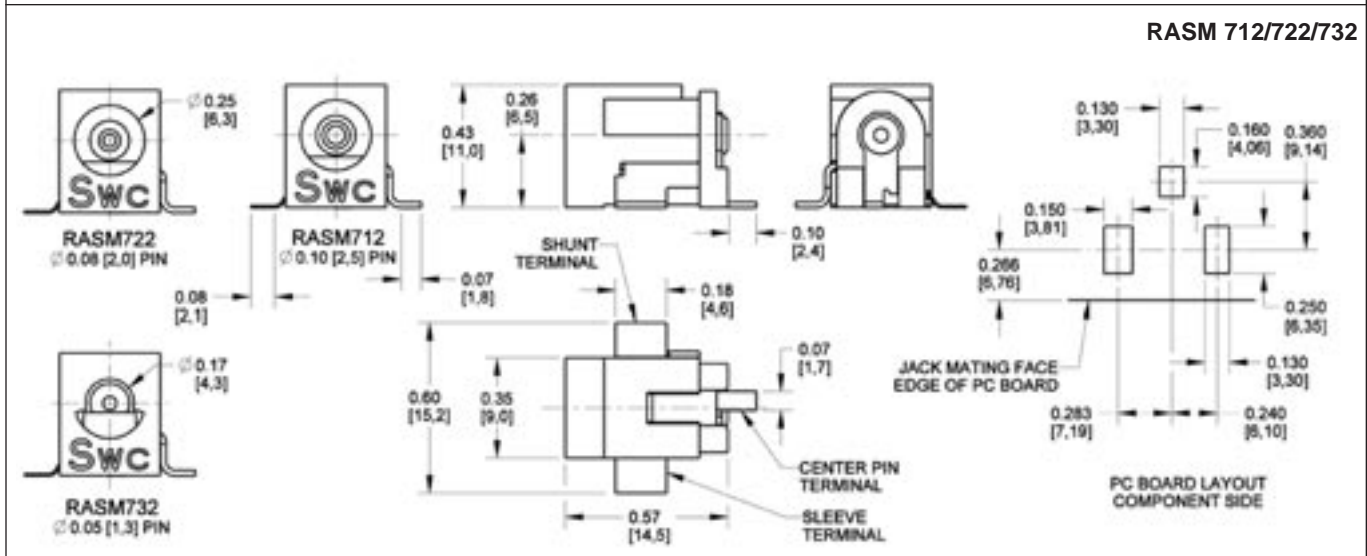 RASM 712/722/732
Ø 0.25
[6,3]
SWC
RASM722
Ø 0.08 [2,0] PIN
SWC
RASM712
Ø 0.10 [2,5] PIN
0.08
[2,1]
0.07
[1,8]
0.43
[11,0]
0.26
[6,5]
0.10
[2,4]
Ø 0.17
[4,3]
SWC
RASM732
Ø 0.05 [1,3] PIN
SHUNT
TERMINAL
0.18
[4,6]
0.60
[15,2]
0.35
[9,0]
0.07
[1,7]
0.57
[14,5]
CENTER PIN
TERMINAL
SLEEVE
TERMINAL
0.130
[3,30]
0.160
[4,06]
0.360
[9,14]
0.150
[3,81]
0.266
[6,76]
0.250
[6,35]
0.130
[3,30]
JACK MATING FACE
EDGE OF PC BOARD
0.283
[7,19]
0.240
[6,10]
PC BOARD LAYOUT
COMPONENT SIDE